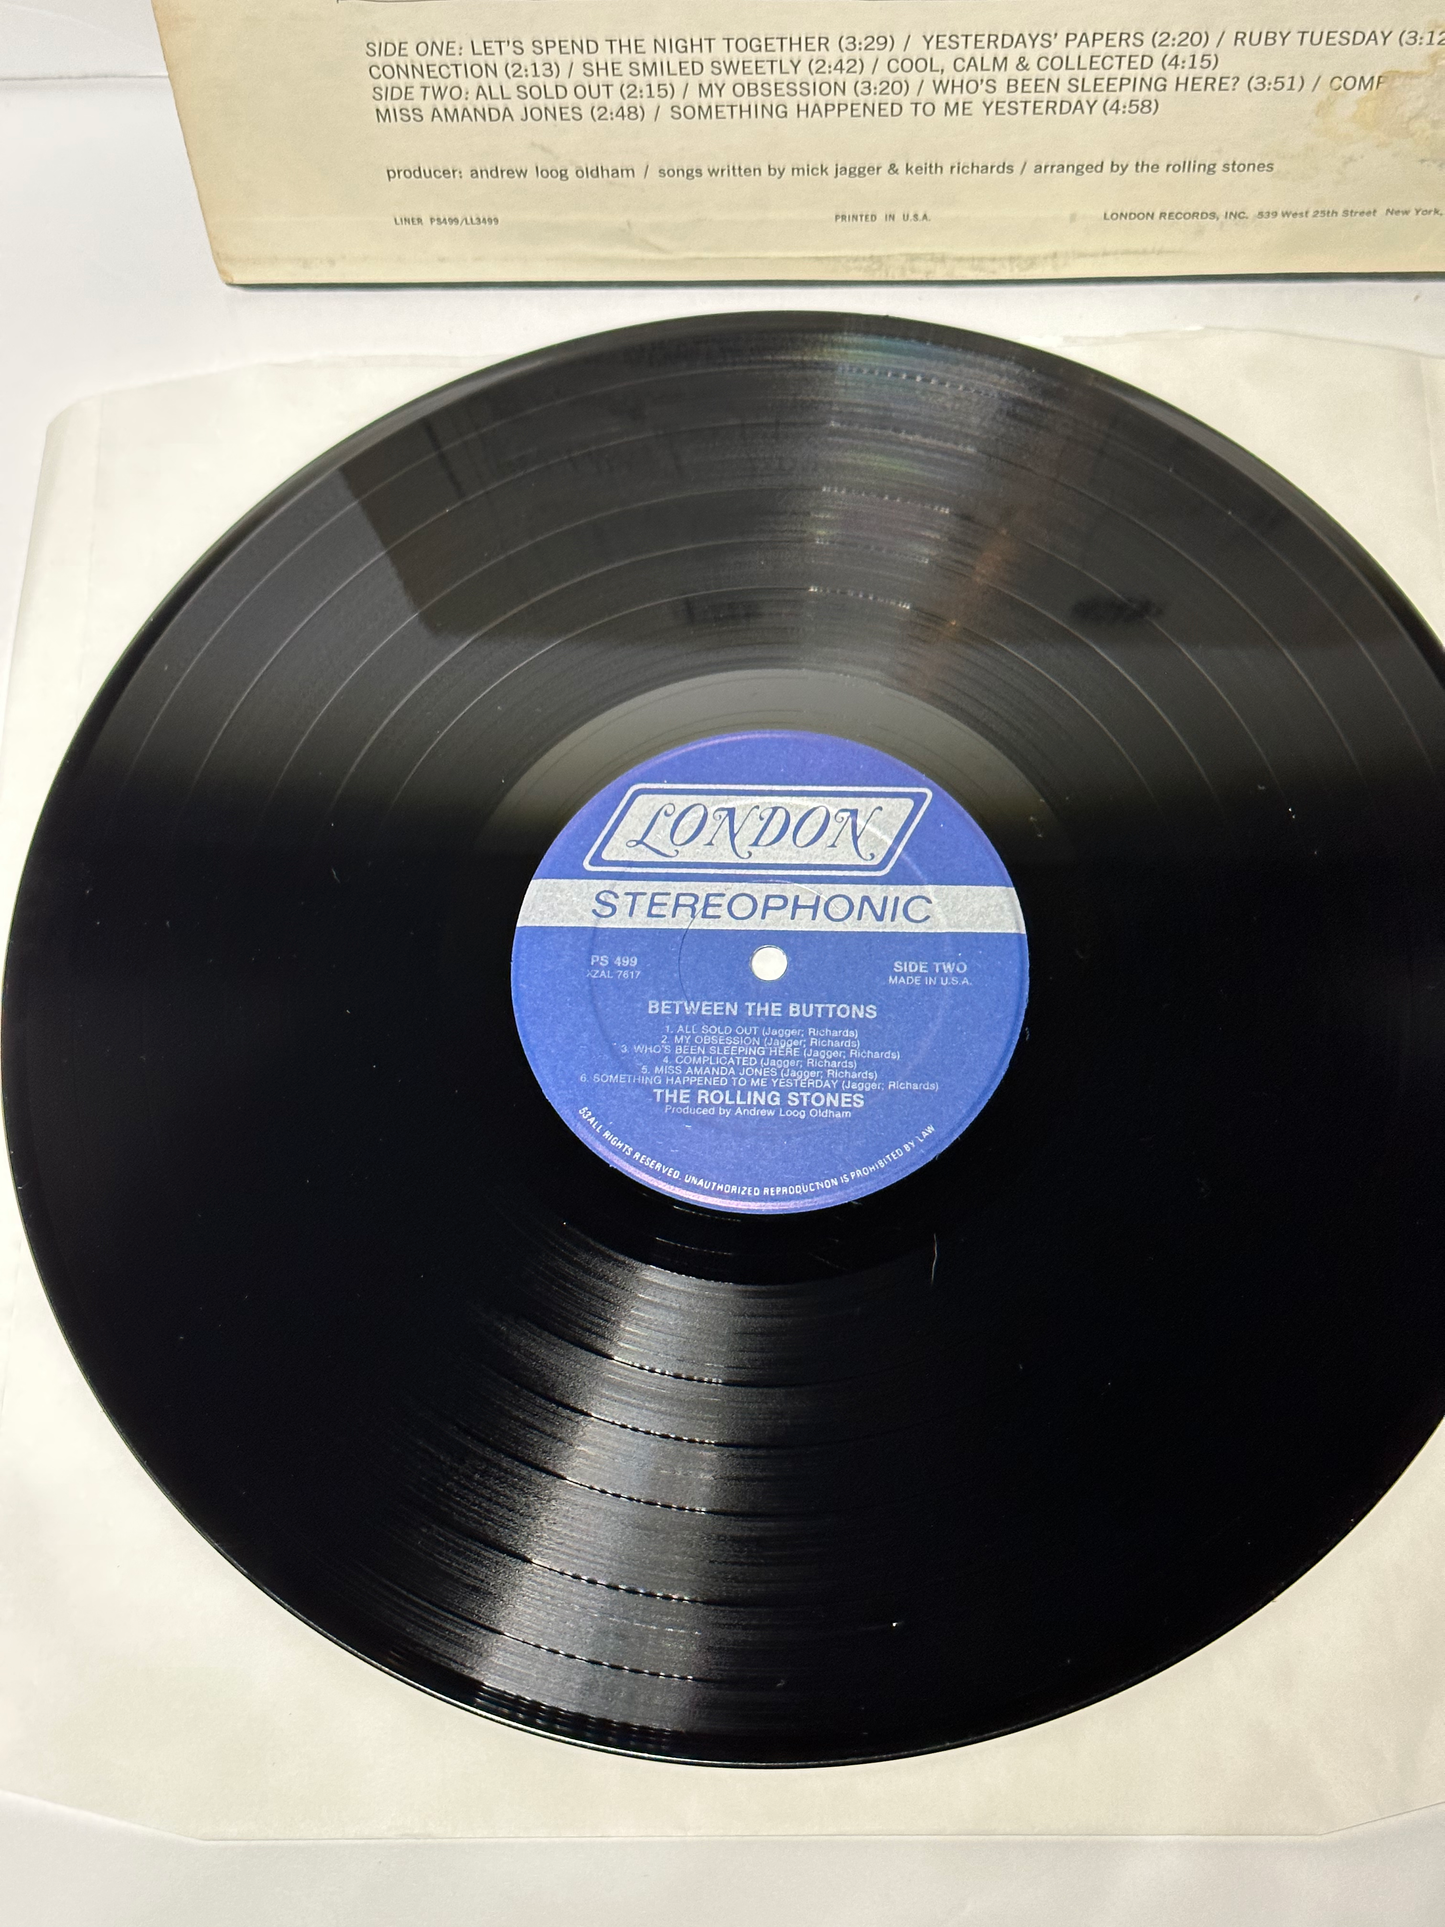 SIDE ONE: LET'S SPEND THE NIGHT TOGETHER (3:29) / YESTERDAYS' PAPERS (2:20) / RUBY TUESDAY (3:12
CONNECTION (2:13) / SHE SMILED SWEETLY (2:42) / COOL, CALM & COLLECTED (4:15)
SIDE TWO: ALL SOLD OUT (2:15) / MY OBSESSION (3:20) / WHO'S BEEN SLEEPING HERE? (3:51) /
MISS AMANDA JONES (2:48) / SOMETHING HAPPENED TO ME YESTERDAY (4:58)
producer: andrew loog oldham / songs written by mick jagger & keith richards / arranged by the rolling stones
LINER PS499/LL3499 PRINTED IN U.S.A. LONDON RECORDS, INC. 539 West 25th Street New York,
LONDON
STEREOPHONIC
PS 499 SIDE TWO
XZAL 7617 MADE IN U.S.A.
BETWEEN THE BUTTONS
1. ALL SOLD OUT (Jagger; Richards)
2. MY OBSESSION (Jagger; Richards)
3. WHO'S BEEN SLEEPING HERE (Jagger; Richards)
4. COMPLICATED (Jagger; Richards)
5. MISS AMANDA JONES (Jagger; Richards)
6. SOMETHING HAPPENED TO ME YESTERDAY (Jagger; Richards)
THE ROLLING STONES
Produced by Andrew Loog Oldham
53 ALL RIGHTS RESERVED. UNAUTHORIZED REPRODUCTION IS PROHIBITED BY LAW